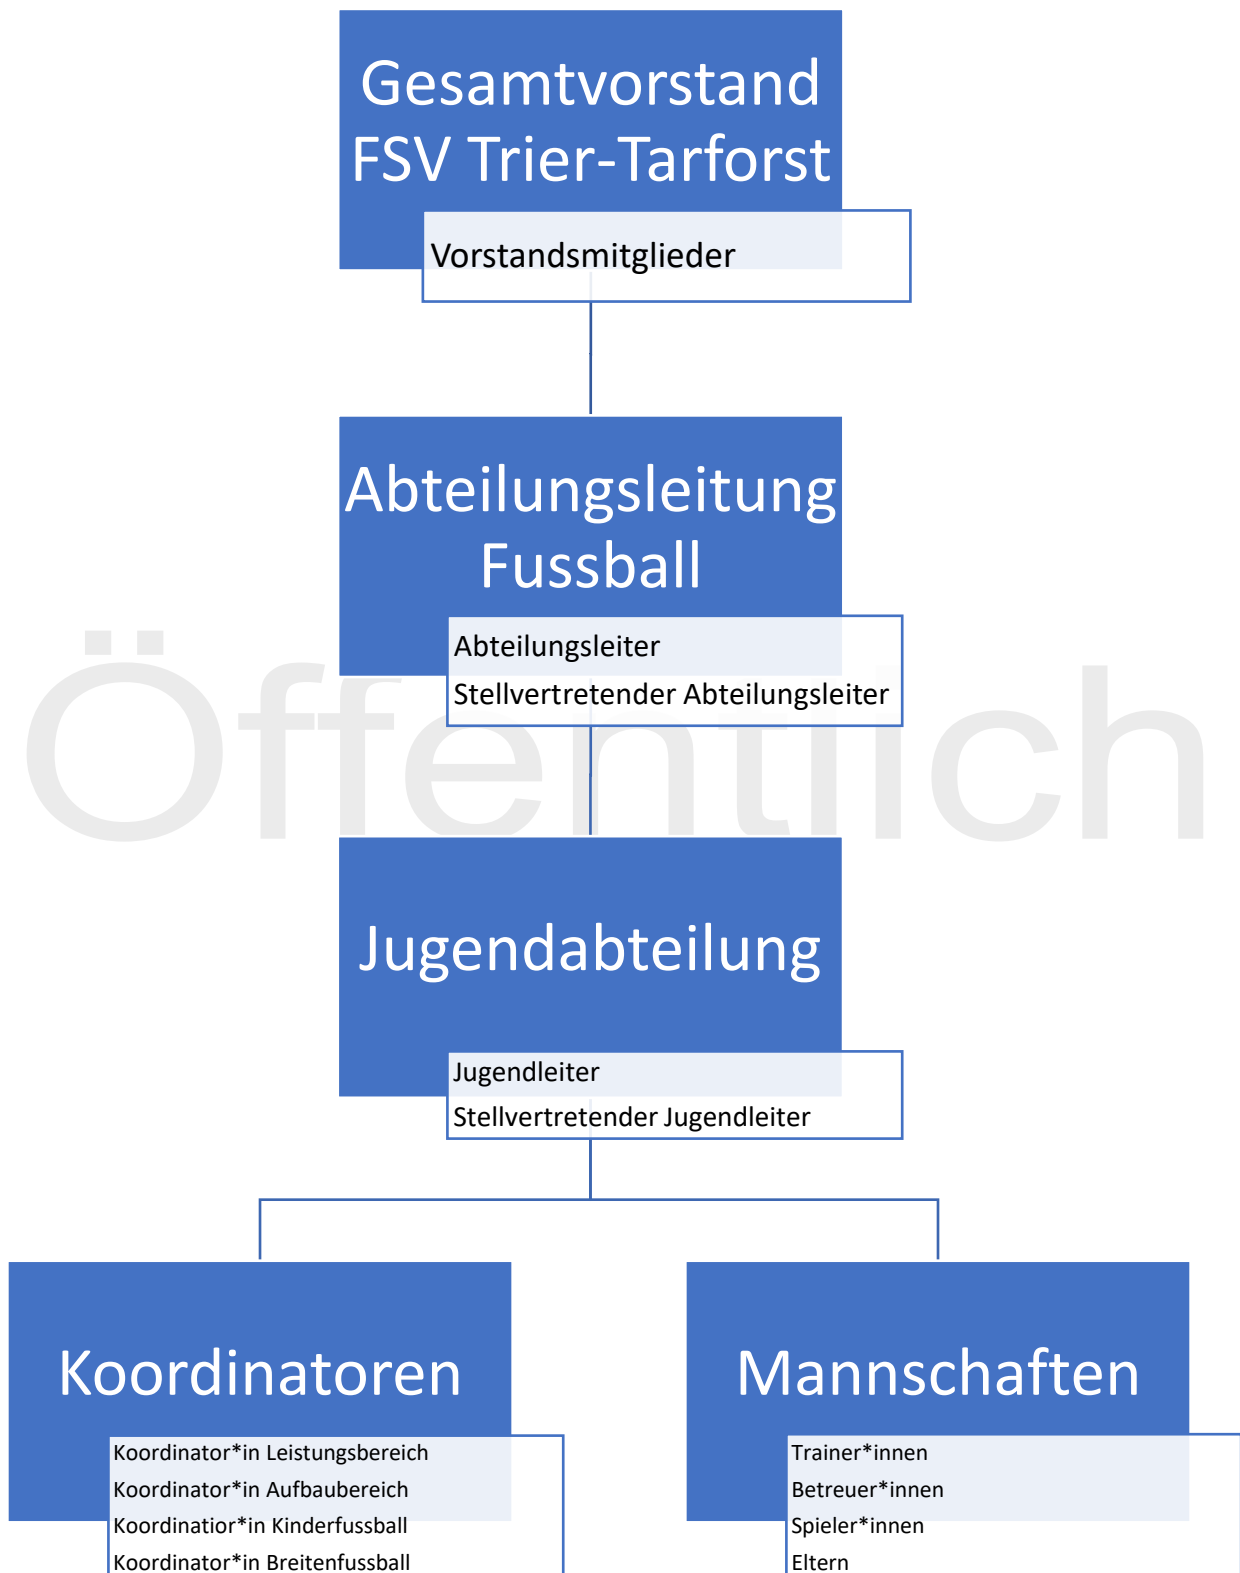 Gesamtvorstand
FSV Trier-Tarforst
Vorstandsmitglieder
Abteilungsleitung
Fussball
Abteilungsleiter
Stellvertretender Abteilungsleiter
Öffentlich
Jugendabteilung
Jugendleiter
Stellvertretender Jugendleiter
Koordinatoren
Koordinator*in Leistungsbereich
Koordinator*in Aufbaubereich
Koordinatior*in Kinderfussball
Koordinator*in Breitenfussball
Mannschaften
Trainer*innen
Betreuer*innen
Spieler*innen
Eltern